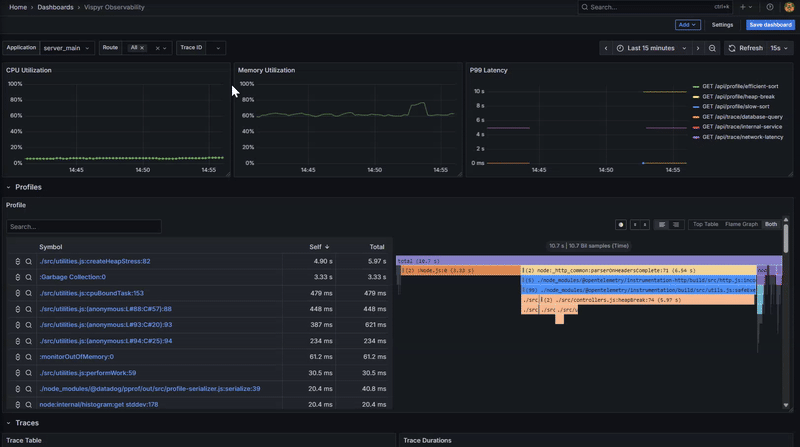 Home › Dashboards › Vispyr Observability
Search... ctrl+k
Add Settings Save dashboard
Application server_main Route All × Trace ID
Last 15 minutes Refresh 15s
CPU Utilization
100%
80%
60%
40%
20%
0%
14:45 14:50 14:55
Memory Utilization
100%
80%
60%
40%
20%
0%
14:45 14:50 14:55
P99 Latency
10 s
8 s
6 s
4 s
2 s
0 ms
14:45 14:50 14:55
GET /api/profile/efficient-sort
GET /api/profile/heap-break
GET /api/profile/slow-sort
GET /api/trace/database-query
GET /api/trace/internal-service
GET /api/trace/network-latency
Profiles
Profile
Search...
Top Table Flame Graph Both
Symbol Self ↓ Total
./src/utilities.js:createHeapStress:82 4.90 s 5.97 s
:Garbage Collection:0 3.33 s 3.33 s
./src/utilities.js:cpuBoundTask:153 479 ms 479 ms
./src/utilities.js:(anonymous:L#88:C#57):88 448 ms 448 ms
./src/utilities.js:(anonymous:L#93:C#20):93 387 ms 621 ms
./src/utilities.js:(anonymous:L#94:C#25):94 234 ms 234 ms
:monitorOutOfMemory:0 61.2 ms 61.2 ms
./src/utilities.js:performWork:59 30.5 ms 30.5 ms
./node_modules/@datadog/pprof/out/src/profile-serializer.js:serialize:39 20.4 ms 40.8 ms
node:internal/histogram:get stddev:178 20.4 ms 20.4 ms
10.7 s | 10.7 Bil samples (Time)
total (10.7 s)
(2) :Node.js:0 (3.33 s)
(2) node:_http_common:parserOnHeadersComplete:71 (6.54 s)
nod
(5) ./node_modules/@opentelemetry/instrumentation-http/build/src/http.js:inco
(99) ./node_modules/@opentelemetry/instrumentation/build/src/utils.js:safeExe
./src (2) ./src/controllers.js:heapbreak:74 (5.97 s)
./src ./src ./src/u
Traces
Trace Table
Trace Durations